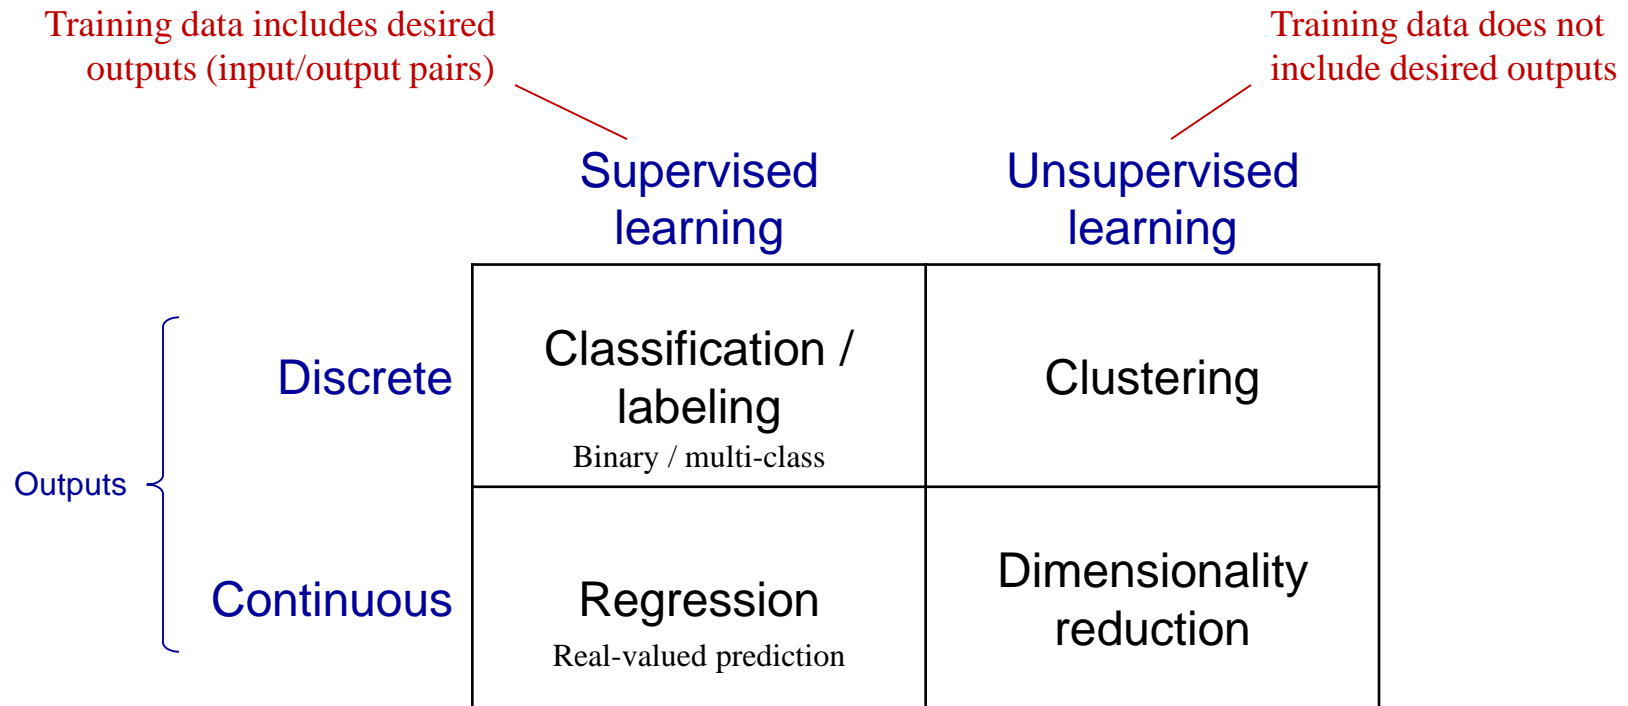 Training data includes desired
outputs (input/output pairs)
Training data does not
include desired outputs
Supervised
learning
Unsupervised
learning
Outputs
Discrete
Classification /
labeling
Binary / multi-class
Clustering
Continuous
Regression
Real-valued prediction
Dimensionality
reduction